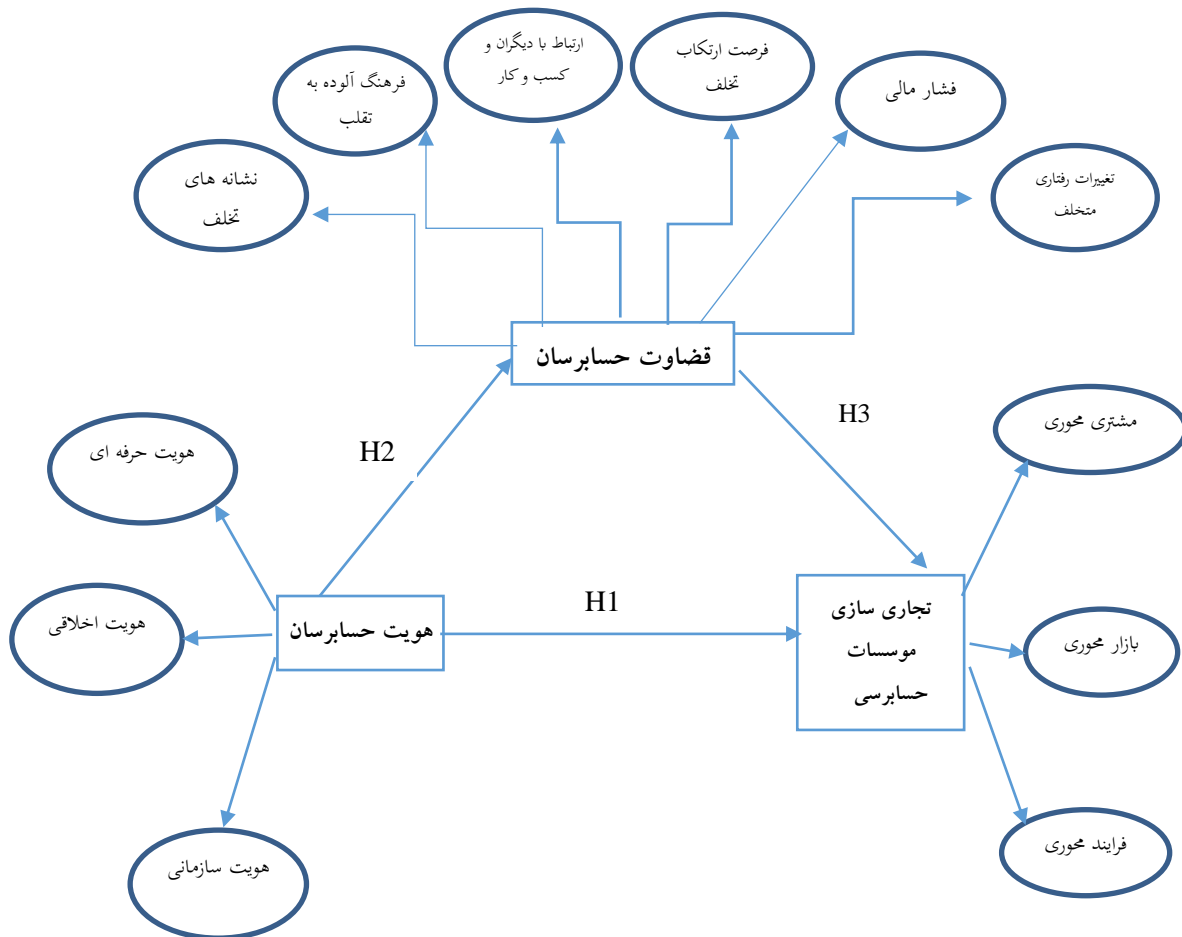 ارتباط با دیگران و
کسب و کار
فرصت ارتکاب
تخلف
فرهنگ آلوده به
تقلب
فشار مالی
نشانه های
تخلف
تغییرات رفتاری
متخلف
قضاوت حسابرسان
H3
مشتری محوری
H2
هویت حرفه ای
H1
تجاری سازی
موسسات
حسابرسی
هویت حسابرسان
هویت اخلاقی
بازار محوری
فرایند محوری
هویت سازمانی